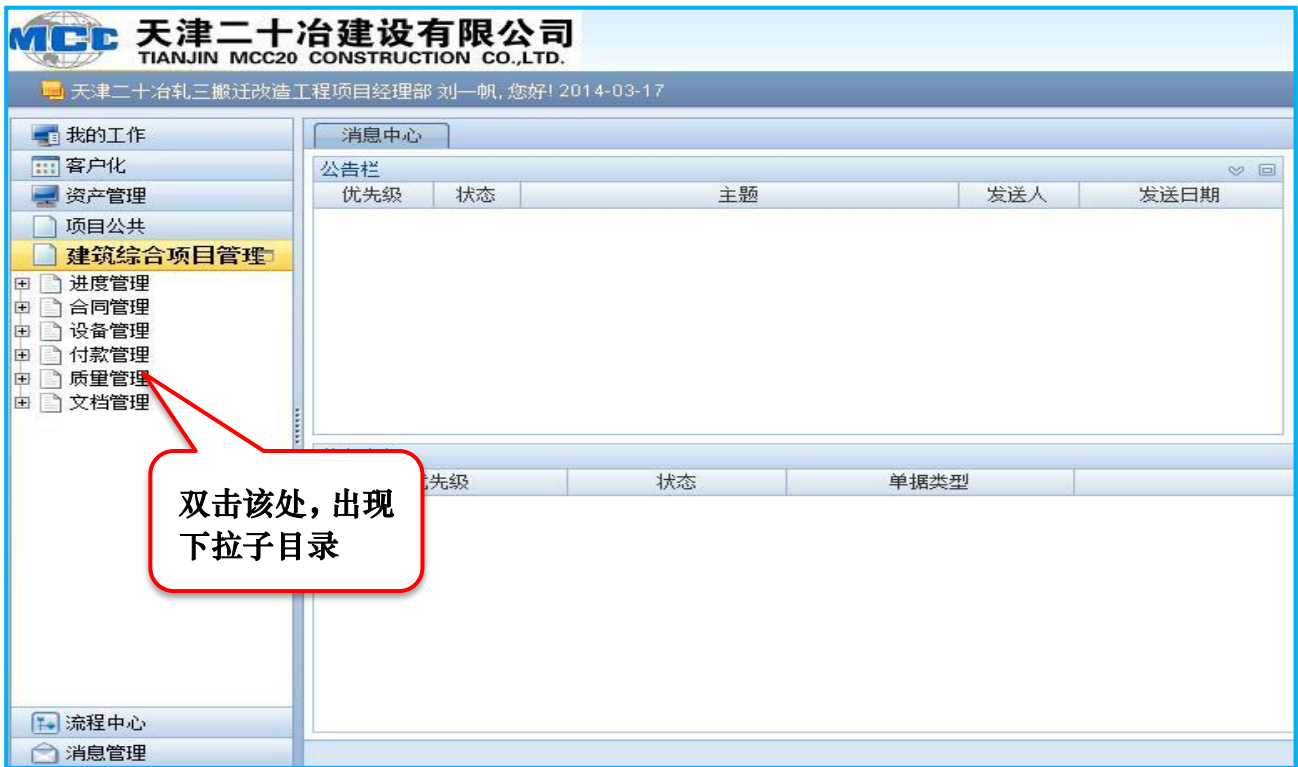 MCC 天津二十冶建设有限公司
TIANJIN MCC20 CONSTRUCTION CO.,LTD.
天津二十冶轧三搬迁改造工程项目经理部 刘一帆, 您好! 2014-03-17
我的工作
客户化
资产管理
项目公共
建筑综合项目管理
进度管理
合同管理
设备管理
付款管理
质量管理
文档管理
流程中心
消息管理
消息中心
公告栏
优先级 状态 主题 发送人 发送日期
先级 状态 单据类型
双击该处，出现
下拉子目录